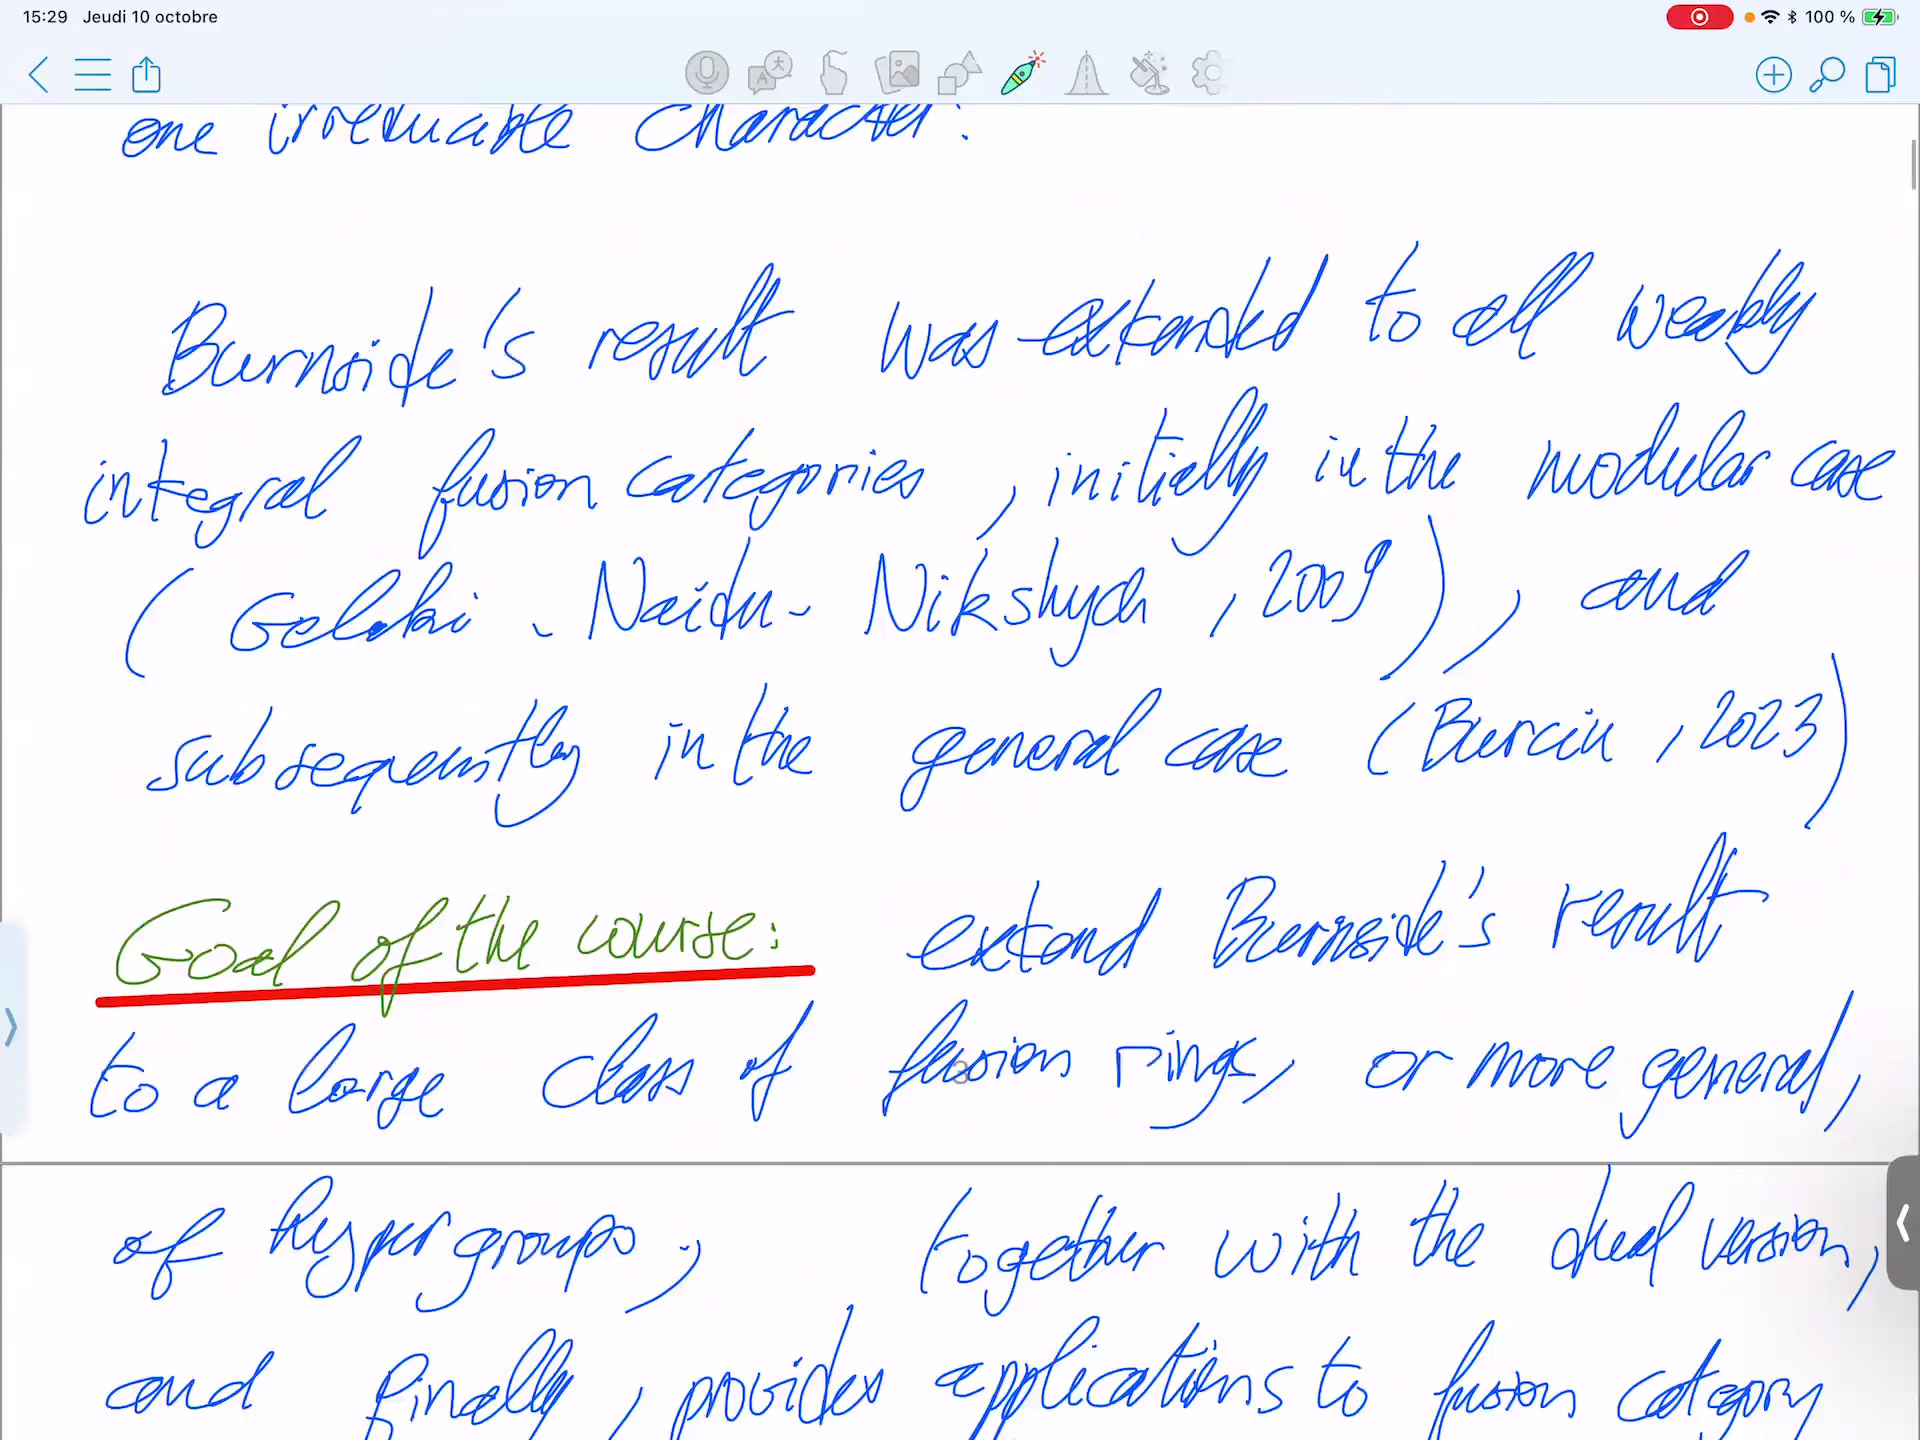 15:29 Jeudi 10 octobre 100 %
one irreducible character.
Burnside's result was extended to all weakly
integral fusion categories, initially in the modular case
(Gelaki - Naidu - Nikshych, 2009), and
subsequently in the general case (Burciu, 2023)
Goal of the course: extend Burnside's result
to a large class of fusion rings, or more general,
3
of hypergroups, together with the dual version,
and finally, provides applications to fusion category